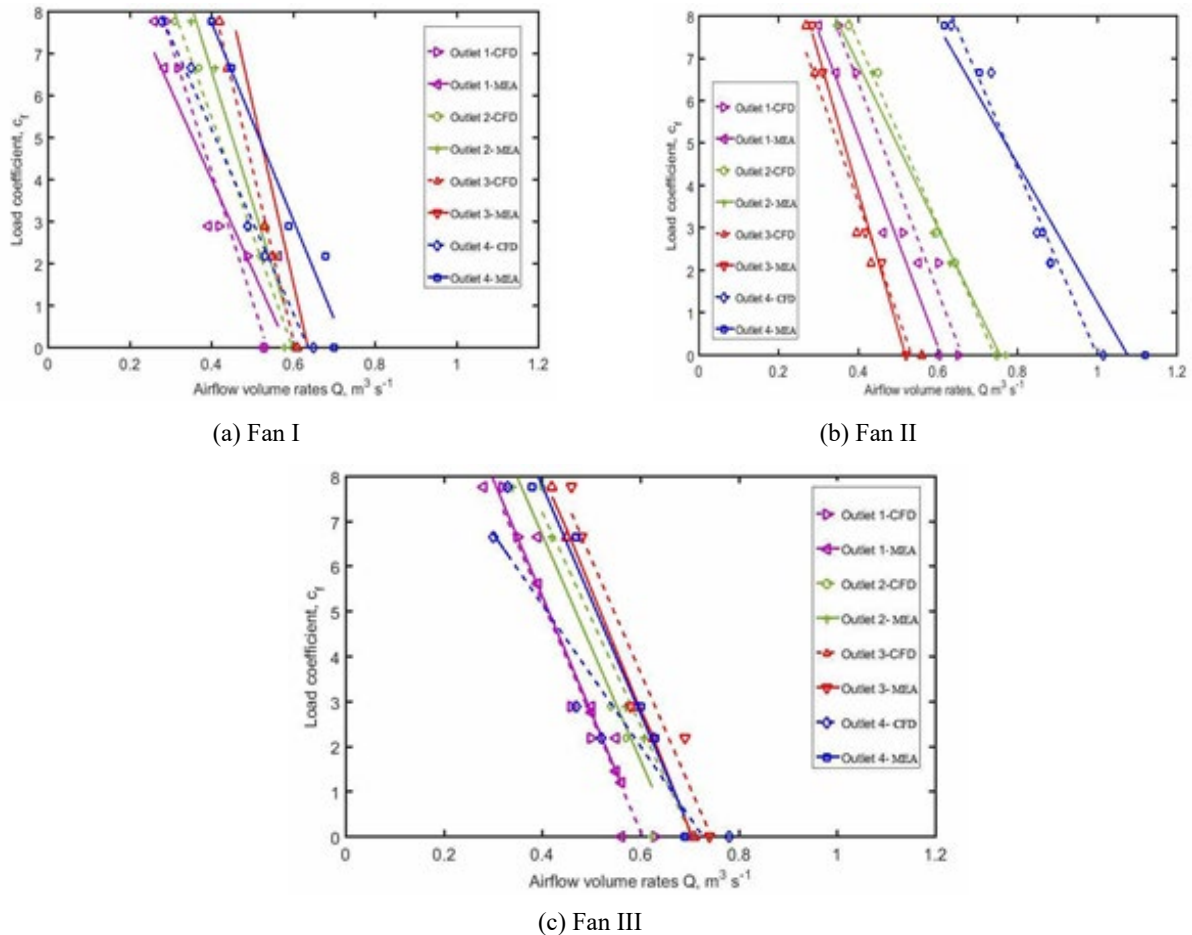 8
7
6
5
4
3
2
1
0
Load coefficient, cf
0 0.2 0.4 0.6 0.8 1 1.2
Airflow volume rates Q, m³ s⁻¹
Outlet 1-CFD
Outlet 1-MEA
Outlet 2-CFD
Outlet 2- MEA
Outlet 3-CFD
Outlet 3- MEA
Outlet 4- CFD
Outlet 4- MEA
(a) Fan I
8
7
6
5
4
3
2
1
0
Load coefficient, cf
0 0.2 0.4 0.6 0.8 1 1.2
Airflow volume rates, Q m³ s⁻¹
Outlet 1-CFD
Outlet 1-MEA
Outlet 2-CFD
Outlet 2- MEA
Outlet 3-CFD
Outlet 3- MEA
Outlet 4- CFD
Outlet 4- MEA
(b) Fan II
8
7
6
5
4
3
2
1
0
Load coefficient, cf
0 0.2 0.4 0.6 0.8 1 1.2
Airflow volume rates Q, m³ s⁻¹
Outlet 1-CFD
Outlet 1-MEA
Outlet 2-CFD
Outlet 2- MEA
Outlet 3-CFD
Outlet 3- MEA
Outlet 4- CFD
Outlet 4- MEA
(c) Fan III